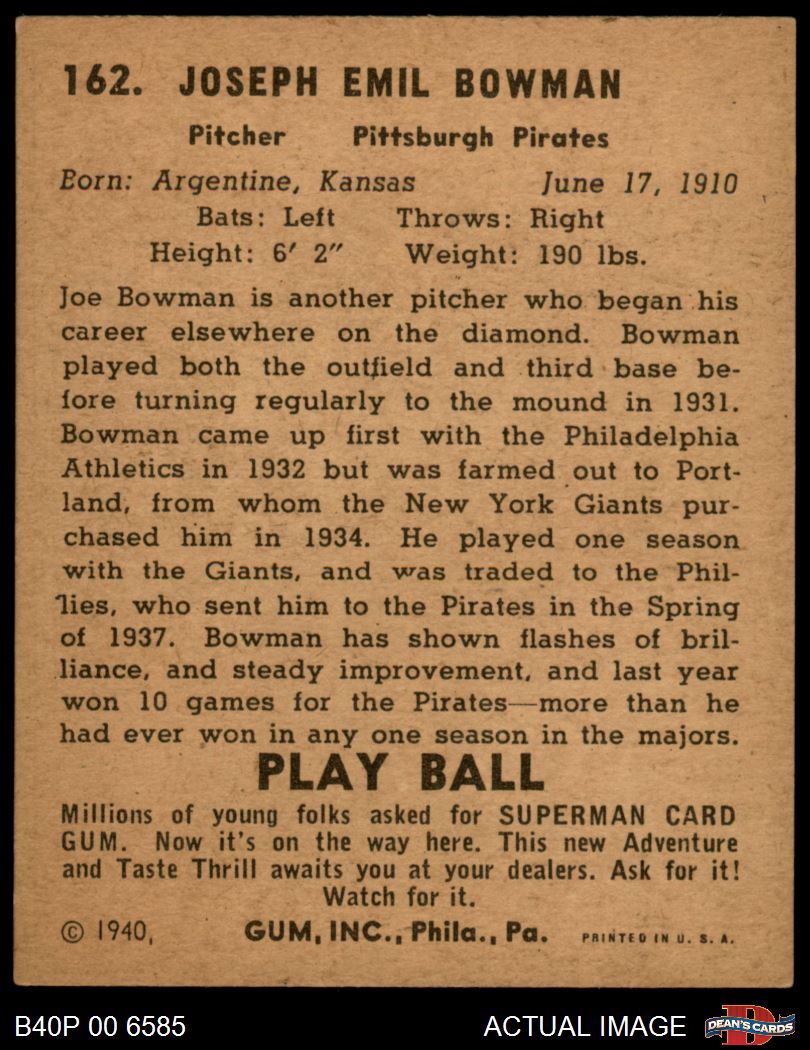 162. JOSEPH EMIL BOWMAN
Pitcher Pittsburgh Pirates
Born: Argentine, Kansas June 17, 1910
Bats: Left Throws: Right
Height: 6′ 2″ Weight: 190 lbs.
Joe Bowman is another pitcher who began his
career elsewhere on the diamond. Bowman
played both the outfield and third base be-
fore turning regularly to the mound in 1931.
Bowman came up first with the Philadelphia
Athletics in 1932 but was farmed out to Port-
land, from whom the New York Giants pur-
chased him in 1934. He played one season
with the Giants, and was traded to the Phil-
lies, who sent him to the Pirates in the Spring
of 1937. Bowman has shown flashes of bril-
liance, and steady improvement, and last year
won 10 games for the Pirates—more than he
had ever won in any one season in the majors.
PLAY BALL
Millions of young folks asked for SUPERMAN CARD
GUM. Now it's on the way here. This new Adventure
and Taste Thrill awaits you at your dealers. Ask for it!
Watch for it.
© 1940, GUM, INC., Phila., Pa. PRINTED IN U. S. A.
B40P 00 6585 ACTUAL IMAGE D DEAN'S CARDS